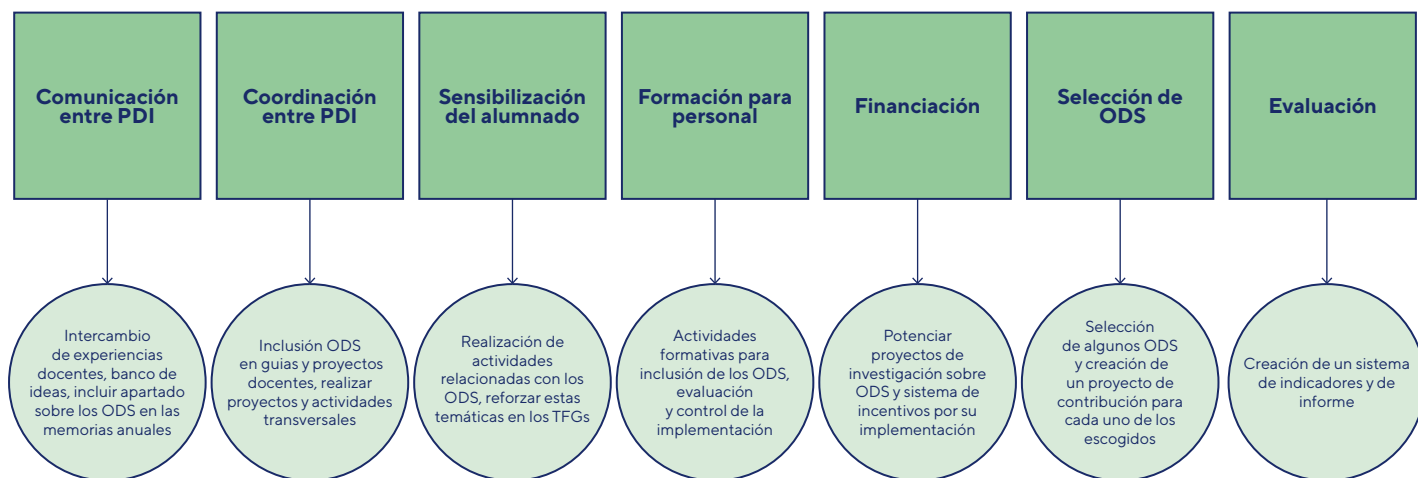 Comunicación
entre PDI
Coordinación
entre PDI
Sensibilización
del alumnado
Formación para
personal
Financiación
Selección de
ODS
Evaluación
Intercambio
de experiencias
docentes, banco de
ideas, incluir apartado
sobre los ODS en las
memorias anuales
Inclusión ODS
en guias y proyectos
docentes, realizar
proyectos y actividades
transversales
Realización de
actividades
relacionadas con los
ODS, reforzar estas
temáticas en los TFGs
Actividades
formativas para
inclusión de los ODS,
evaluación
y control de la
implementación
Potenciar
proyectos de
investigación sobre
ODS y sistema de
incentivos por su
implementación
Selección
de algunos ODS
y creación de
un proyecto de
contribución para
cada uno de los
escogidos
Creación de un sistema
de indicadores y de
informe